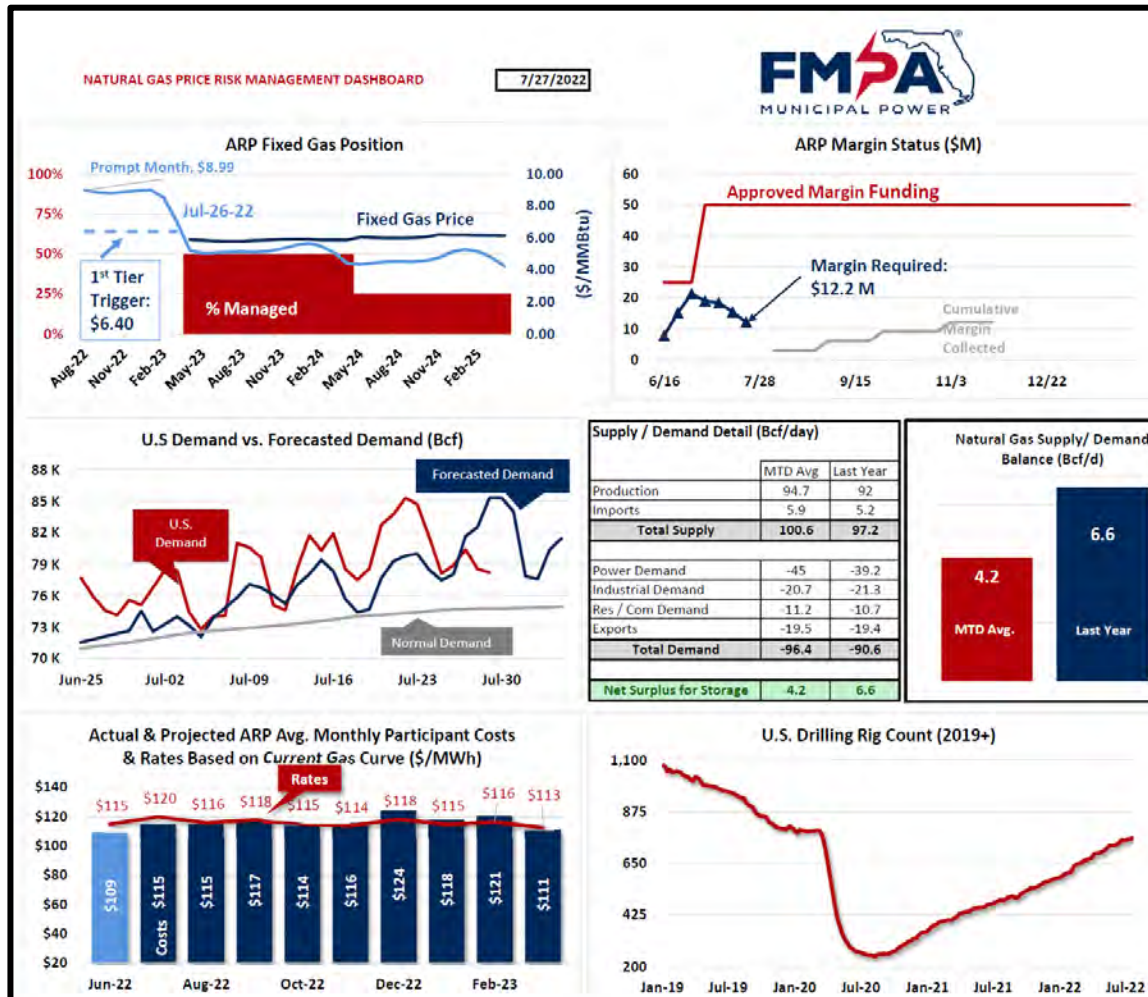 NATURAL GAS PRICE RISK MANAGEMENT DASHBOARD
7/27/2022
FMPA
®
MUNICIPAL POWER
ARP Fixed Gas Position
Prompt Month, $8.99
Jul-26-22
Fixed Gas Price
1st Tier
Trigger:
$6.40
% Managed
100%
75%
50%
25%
0%
10.00
8.00
6.00
4.00
2.00
0.00
($/MMBtu)
Aug-22 Nov-22 Feb-23 May-23 Aug-23 Nov-23 Feb-24 May-24 Aug-24 Nov-24 Feb-25
ARP Margin Status ($M)
Approved Margin Funding
Margin Required:
$12.2 M
Cumulative
Margin
Collected
60
50
40
30
20
10
0
6/16 7/28 9/15 11/3 12/22
U.S Demand vs. Forecasted Demand (Bcf)
Forecasted Demand
U.S.
Demand
Normal Demand
88 K
85 K
82 K
79 K
76 K
73 K
70 K
Jun-25 Jul-02 Jul-09 Jul-16 Jul-23 Jul-30
Supply / Demand Detail (Bcf/day)
MTD Avg Last Year
Production 94.7 92
Imports 5.9 5.2
Total Supply 100.6 97.2
Power Demand -45 -39.2
Industrial Demand -20.7 -21.3
Res / Com Demand -11.2 -10.7
Exports -19.5 -19.4
Total Demand -96.4 -90.6
Net Surplus for Storage 4.2 6.6
Natural Gas Supply/ Demand
Balance (Bcf/d)
4.2
MTD Avg.
6.6
Last Year
Actual & Projected ARP Avg. Monthly Participant Costs
& Rates Based on Current Gas Curve ($/MWh)
Rates
$140
$120
$100
$80
$60
$40
$20
$115 $120 $116 $118 $115 $114 $118 $115 $116 $113
$109 $115 $115 $117 $114 $116 $124 $118 $121 $111
Costs
Jun-22 Aug-22 Oct-22 Dec-22 Feb-23
U.S. Drilling Rig Count (2019+)
1,100
875
650
425
200
Jan-19 Jul-19 Jan-20 Jul-20 Jan-21 Jul-21 Jan-22 Jul-22